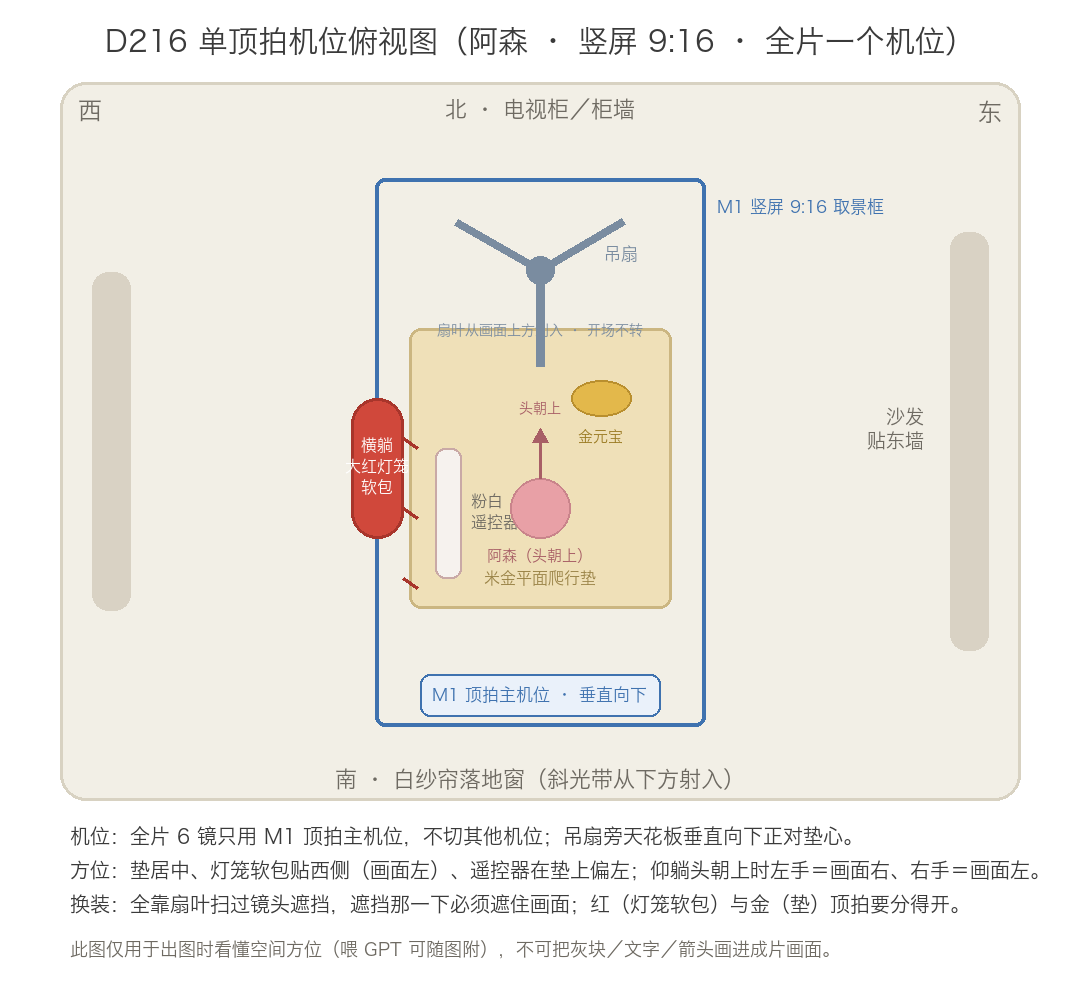 D216 单顶拍机位俯视图（阿森 · 竖屏 9:16 · 全片一个机位）
西
北 · 电视柜／柜墙
东
M1 竖屏 9:16 取景框
吊扇
扇叶从画面上方切入 · 开场不转
头朝上
金元宝
沙发
贴东墙
横躺
大红灯笼
软包
粉白
遥控器
阿森（头朝上）
米金平面爬行垫
M1 顶拍主机位 · 垂直向下
南 · 白纱帘落地窗（斜光带从下方射入）
机位：全片 6 镜只用 M1 顶拍主机位，不切其他机位；吊扇旁天花板垂直向下正对垫心。
方位：垫居中、灯笼软包贴西侧（画面左）、遥控器在垫上偏左；仰躺头朝上时左手＝画面右、右手＝画面左。
换装：全靠扇叶扫过镜头遮挡，遮挡那一下必须遮住画面；红（灯笼软包）与金（垫）顶拍要分得开。
此图仅用于出图时看懂空间方位（喂 GPT 可随图附），不可把灰块／文字／箭头画进成片画面。